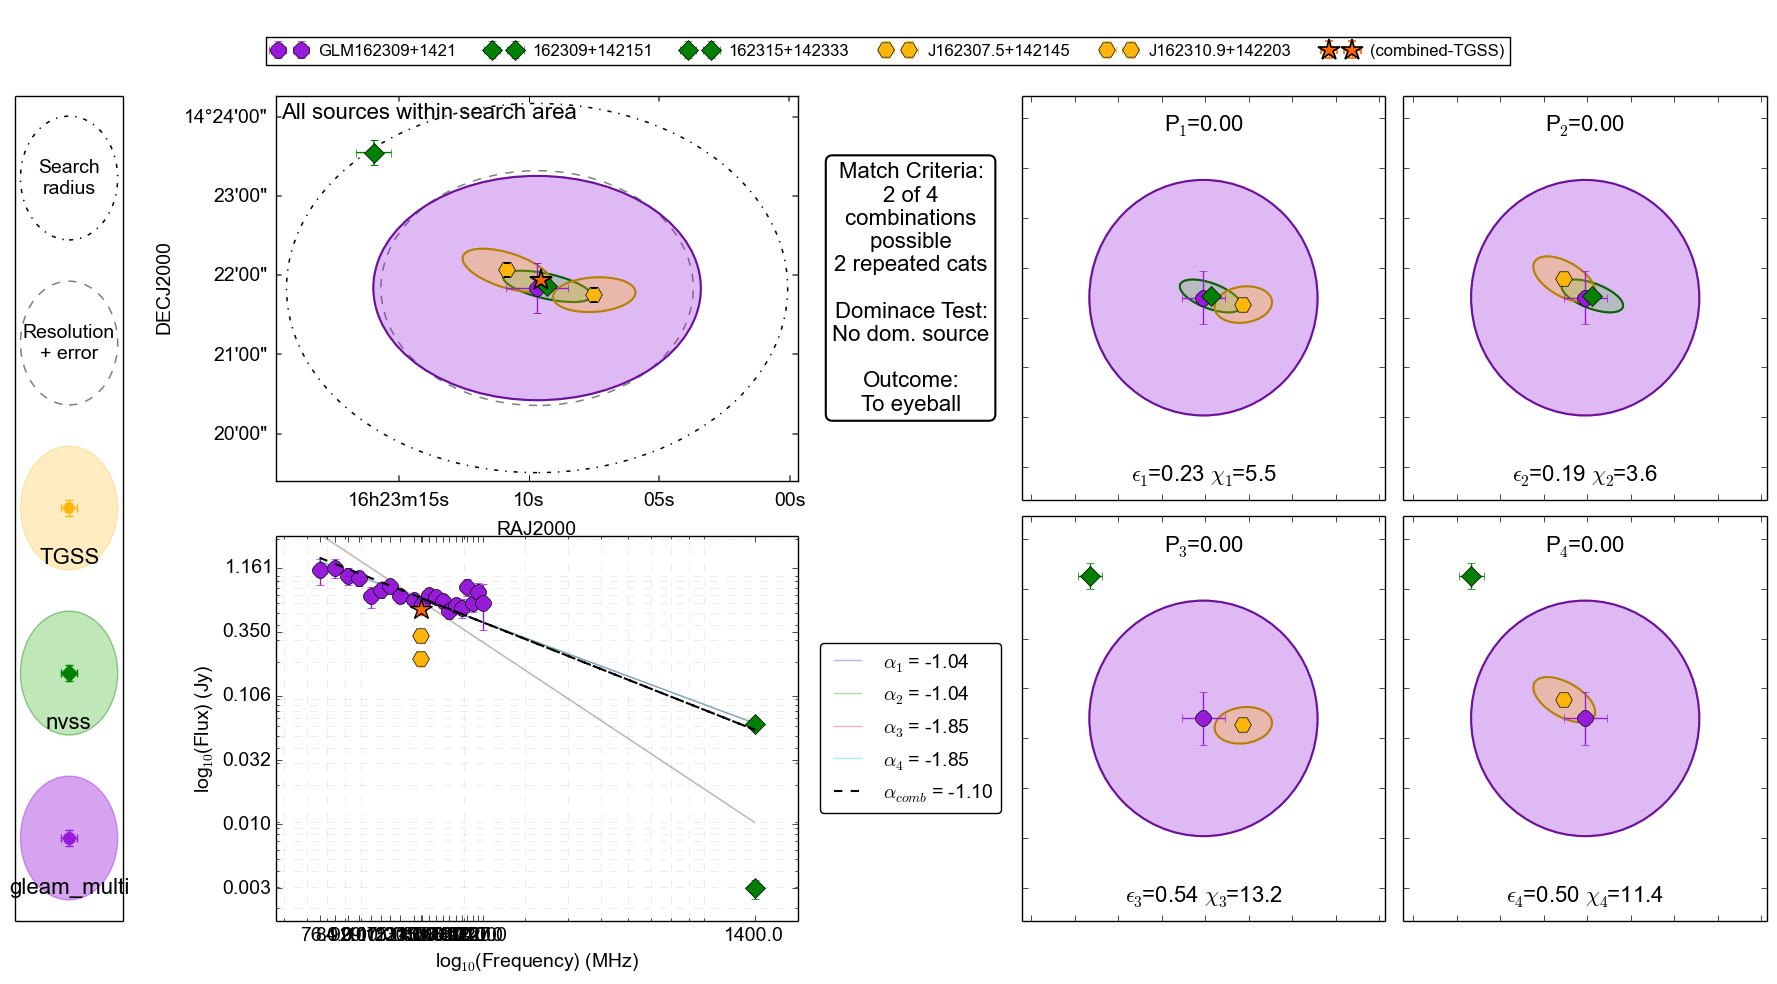 GLM162309+1421 162309+142151 162315+142333 J162307.5+142145 J162310.9+142203 (combined-TGSS)
Search
radius
Resolution
+ error
TGSS
nvss
gleam_multi
All sources within search area
DECJ2000
14°24'00"
23'00"
22'00"
21'00"
20'00"
16h23m15s 10s 05s 00s
RAJ2000
Match Criteria:
2 of 4
combinations
possible
2 repeated cats
Dominace Test:
No dom. source
Outcome:
To eyeball
P1=0.00
ϵ1=0.23 χ1=5.5
P2=0.00
ϵ2=0.19 χ2=3.6
log10(Flux) (Jy)
1.161
0.350
0.106
0.032
0.010
0.003
1400.0
log10(Frequency) (MHz)
α1 = -1.04
α2 = -1.04
α3 = -1.85
α4 = -1.85
αcomb = -1.10
P3=0.00
ϵ3=0.54 χ3=13.2
P4=0.00
ϵ4=0.50 χ4=11.4